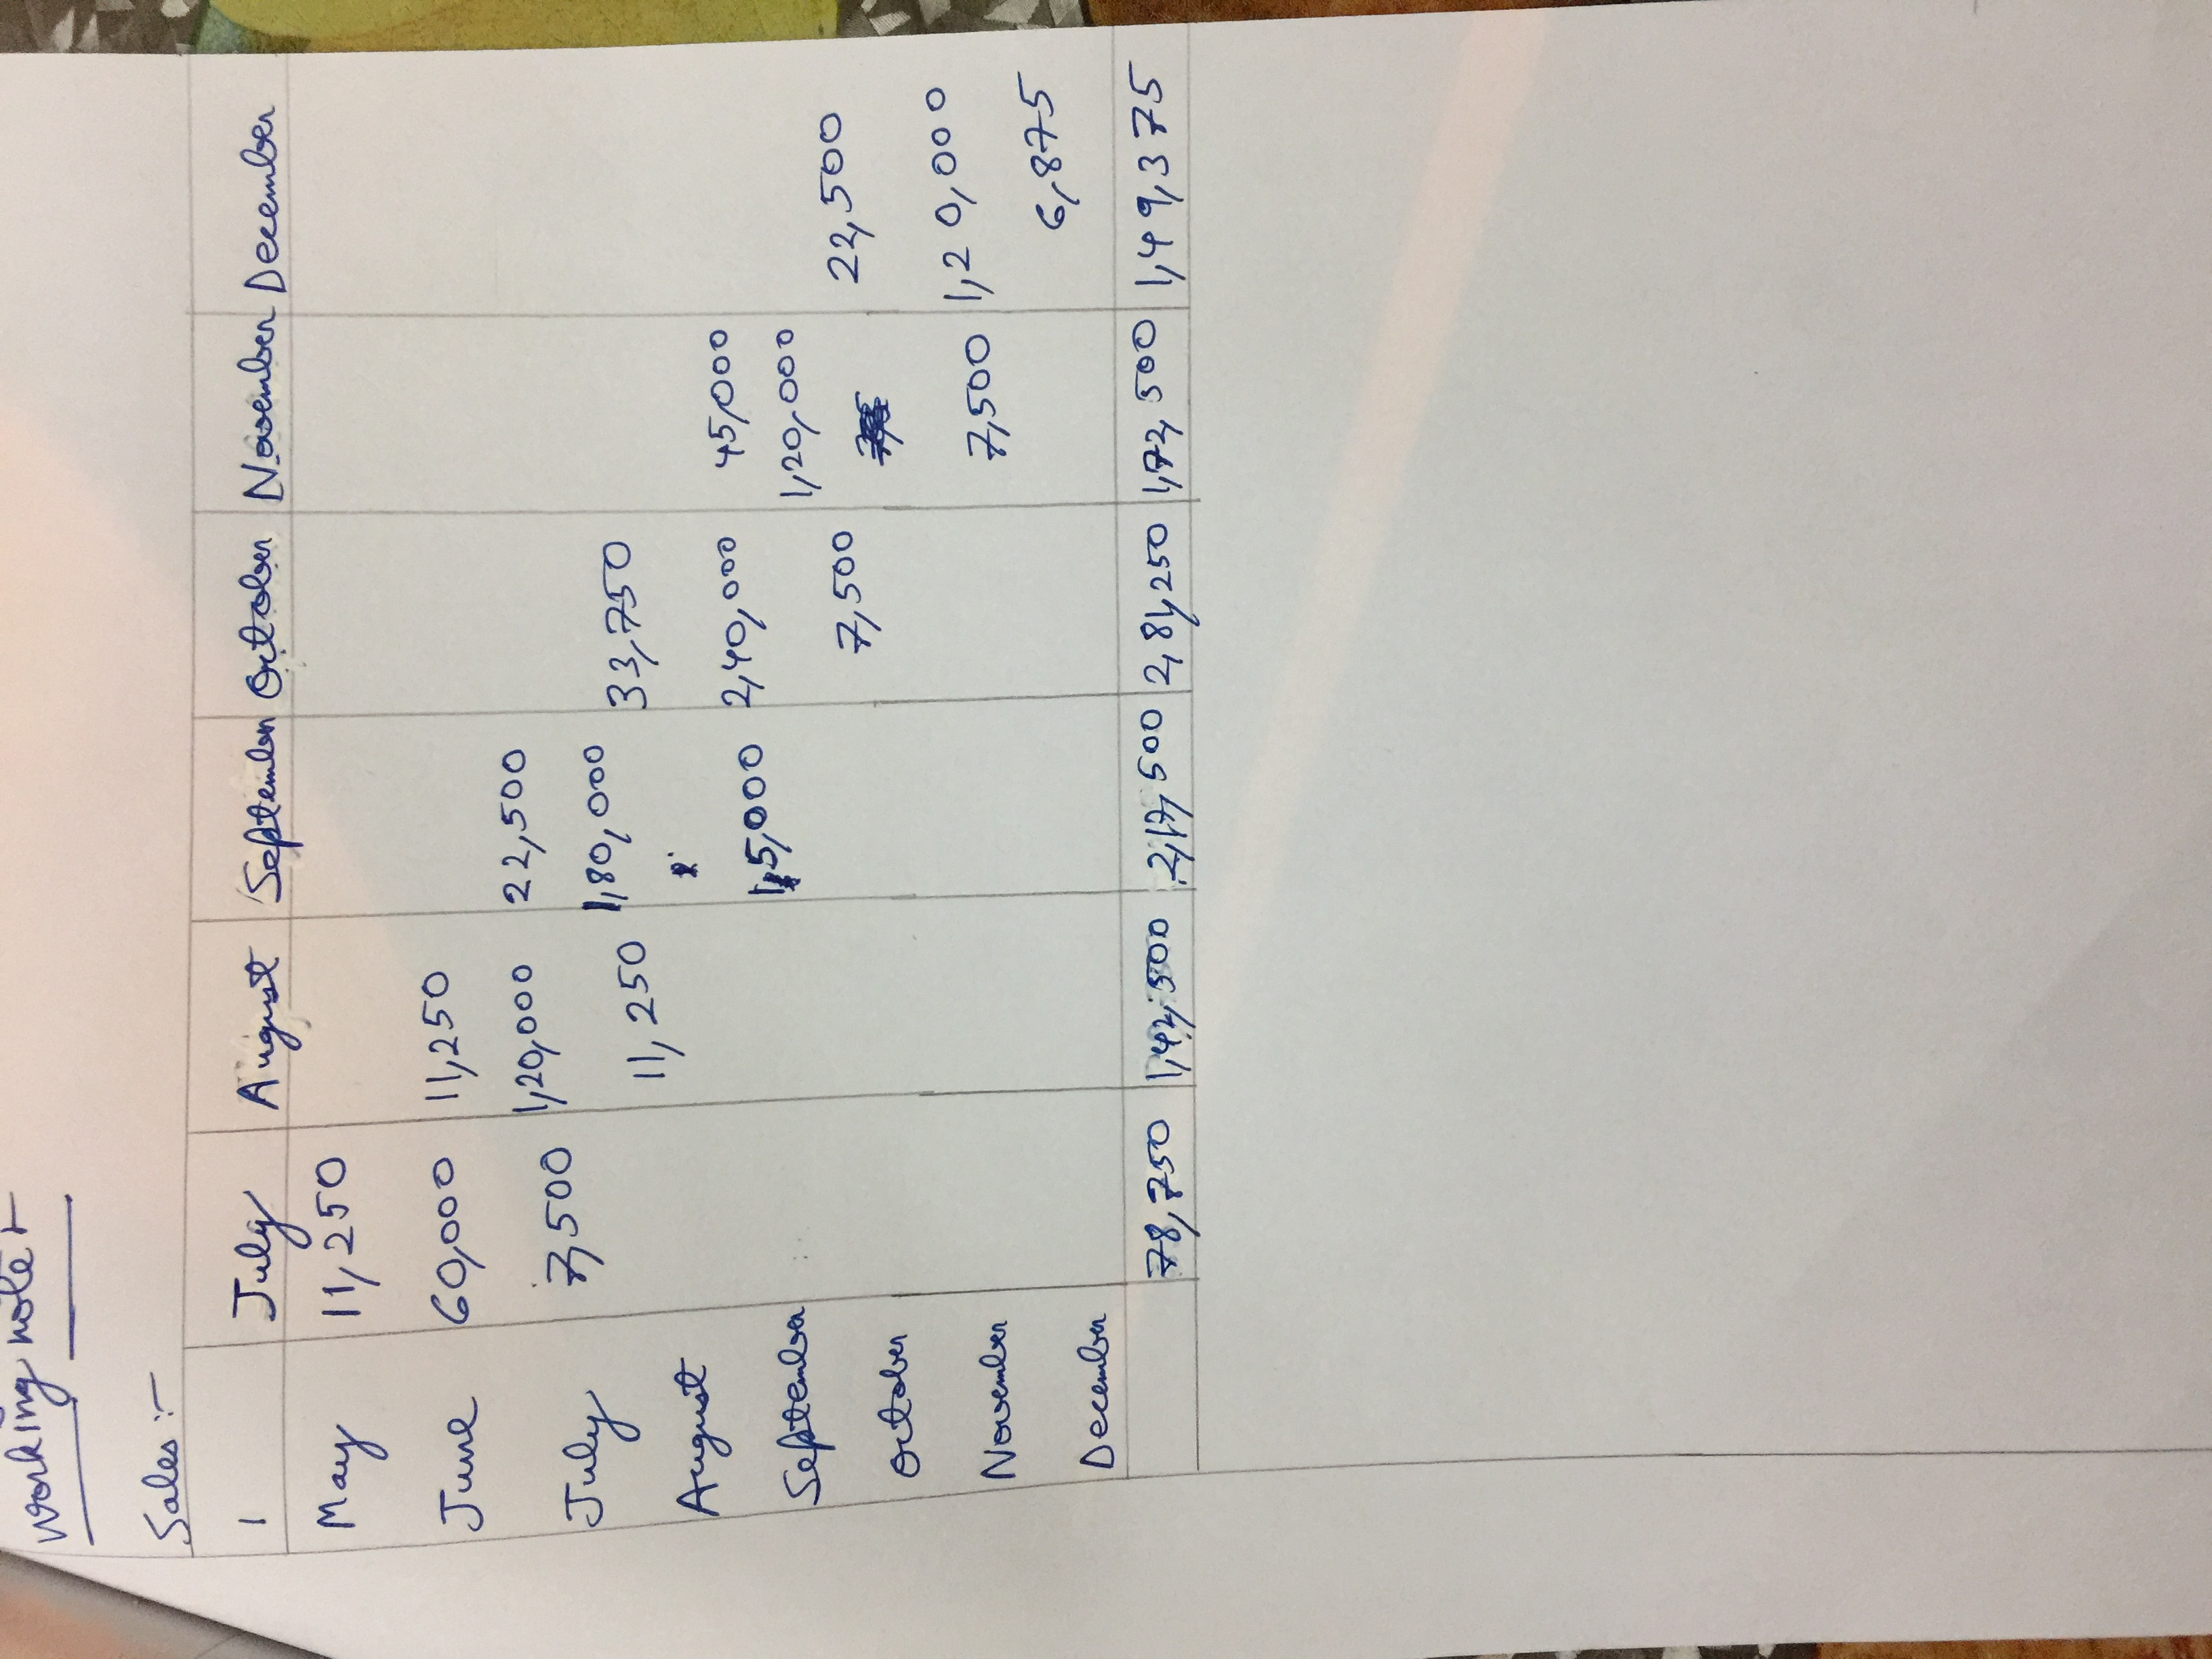 Working note :-
Sales :-
1 July August September October November December
May 11,250
June 60,000 11,250
July 7,500 1,20,000 22,500
August 11,250 1,80,000 33,750
September 15,000 2,40,000 45,000
October 7,500 1,20,000 22,500
November 7,500 1,20,000
December 6,875
78,750 1,42,500 2,17,500 2,81,250 1,72,500 1,49,375